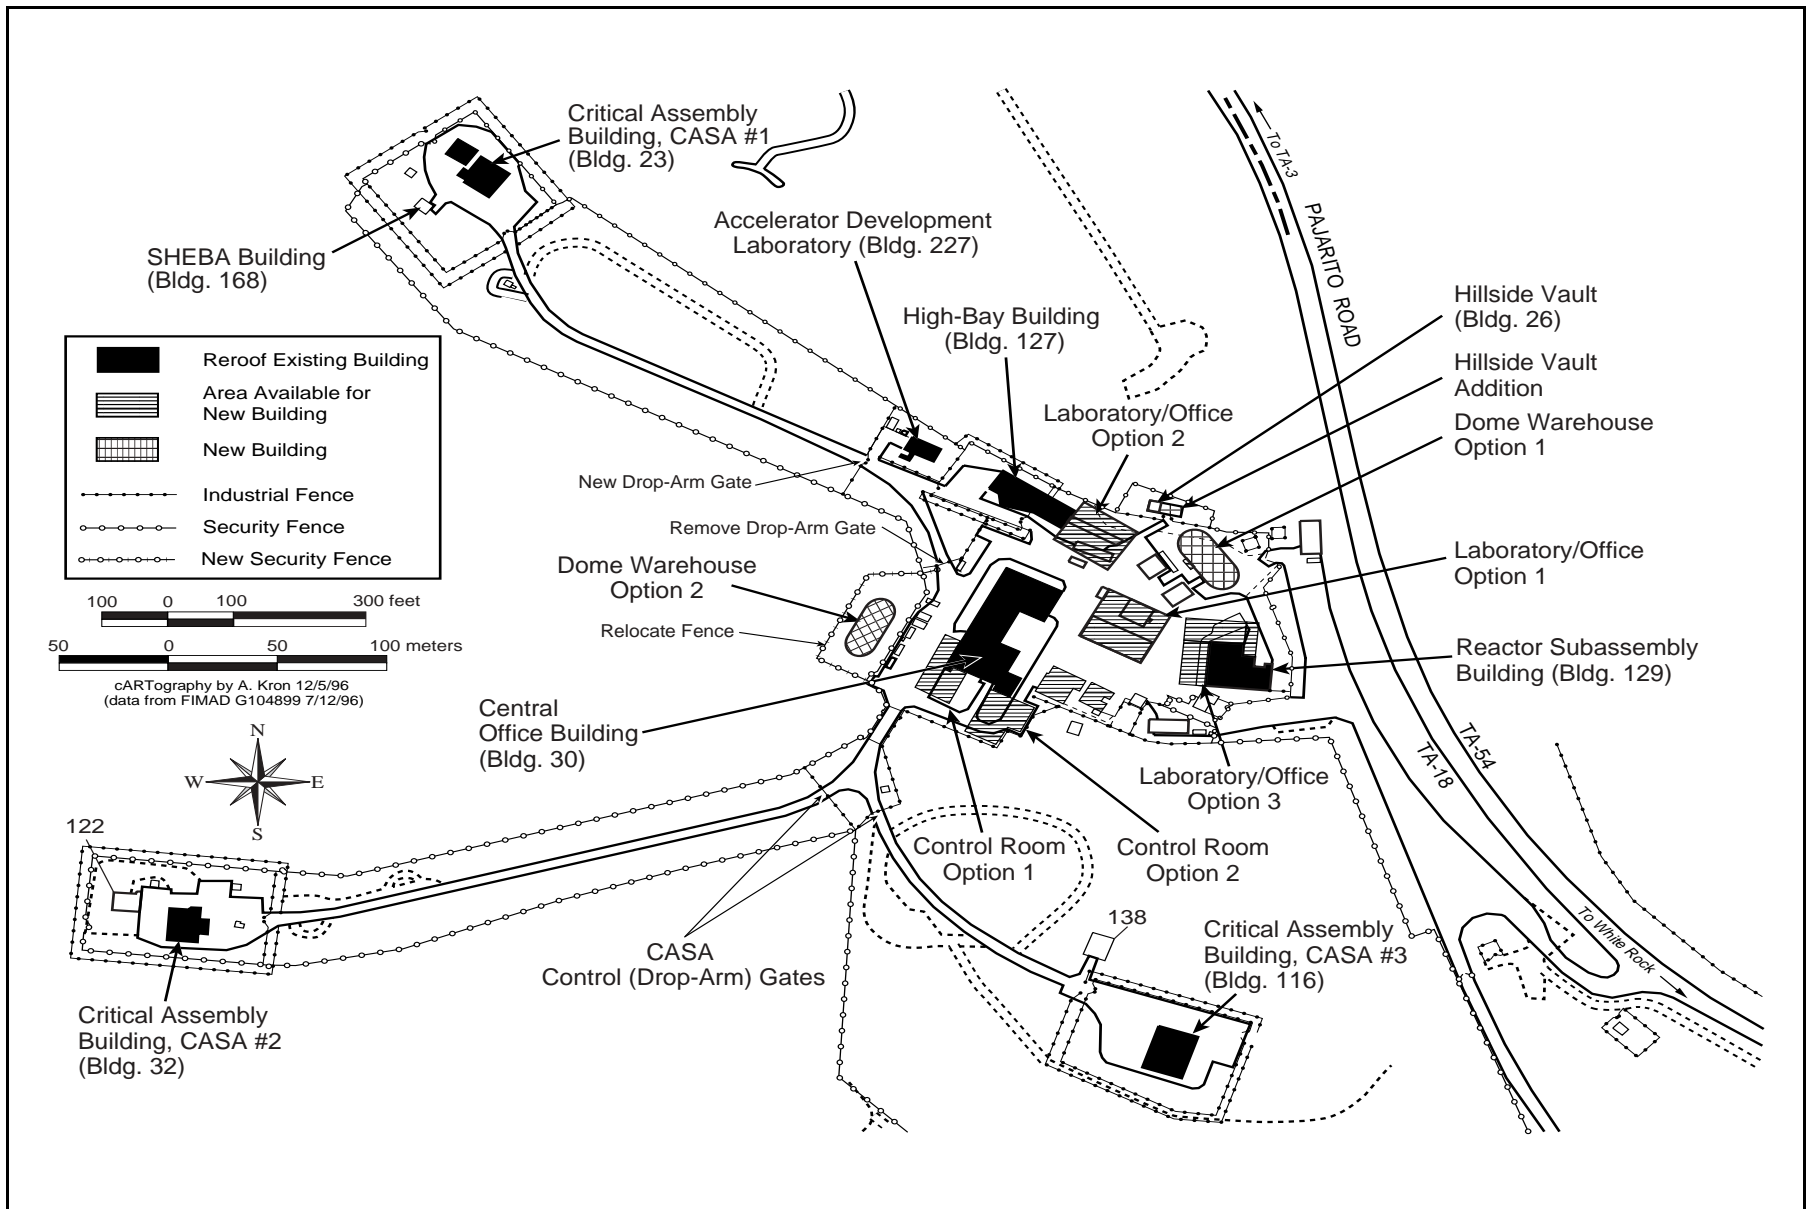 Critical Assembly
Building, CASA #1
(Bldg. 23)
To TA-3
Accelerator Development
Laboratory (Bldg. 227)
PAJARITO ROAD
SHEBA Building
(Bldg. 168)
High-Bay Building
(Bldg. 127)
Hillside Vault
(Bldg. 26)
Hillside Vault
Addition
Laboratory/Office
Option 2
Dome Warehouse
Option 1
Reroof Existing Building
Area Available for
New Building
New Building
Industrial Fence
Security Fence
New Security Fence
New Drop-Arm Gate
Remove Drop-Arm Gate
Dome Warehouse
Option 2
Relocate Fence
Laboratory/Office
Option 1
Reactor Subassembly
Building (Bldg. 129)
100 0 100 300 feet
50 0 50 100 meters
cARTography by A. Kron 12/5/96
(data from FIMAD G104899 7/12/96)
N
W E
S
Central
Office Building
(Bldg. 30)
TA-54
TA-18
Laboratory/Office
Option 3
Control Room
Option 1
Control Room
Option 2
122
CASA
Control (Drop-Arm) Gates
138
Critical Assembly
Building, CASA #3
(Bldg. 116)
To White Rock
Critical Assembly
Building, CASA #2
(Bldg. 32)